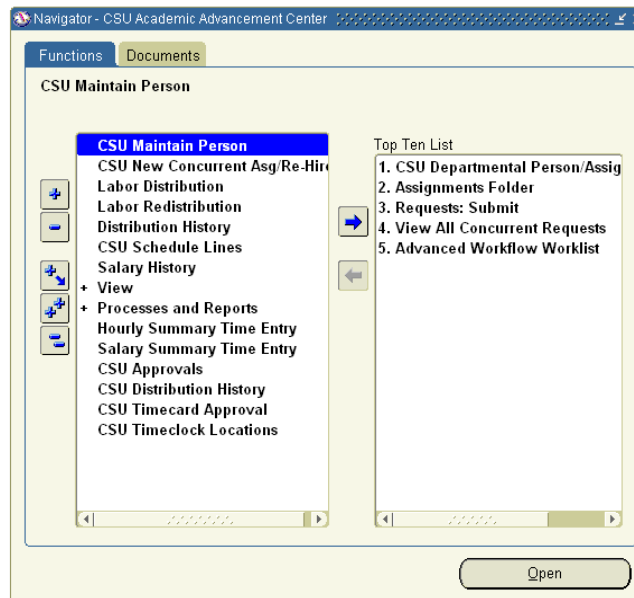 Navigator - CSU Academic Advancement Center
Functions
Documents
CSU Maintain Person
CSU Maintain Person
CSU New Concurrent Asg/Re-Hire
Labor Distribution
Labor Redistribution
Distribution History
CSU Schedule Lines
Salary History
+ View
+ Processes and Reports
Hourly Summary Time Entry
Salary Summary Time Entry
CSU Approvals
CSU Distribution History
CSU Timecard Approval
CSU Timeclock Locations
Top Ten List
1. CSU Departmental Person/Assig
2. Assignments Folder
3. Requests: Submit
4. View All Concurrent Requests
5. Advanced Workflow Worklist
Open